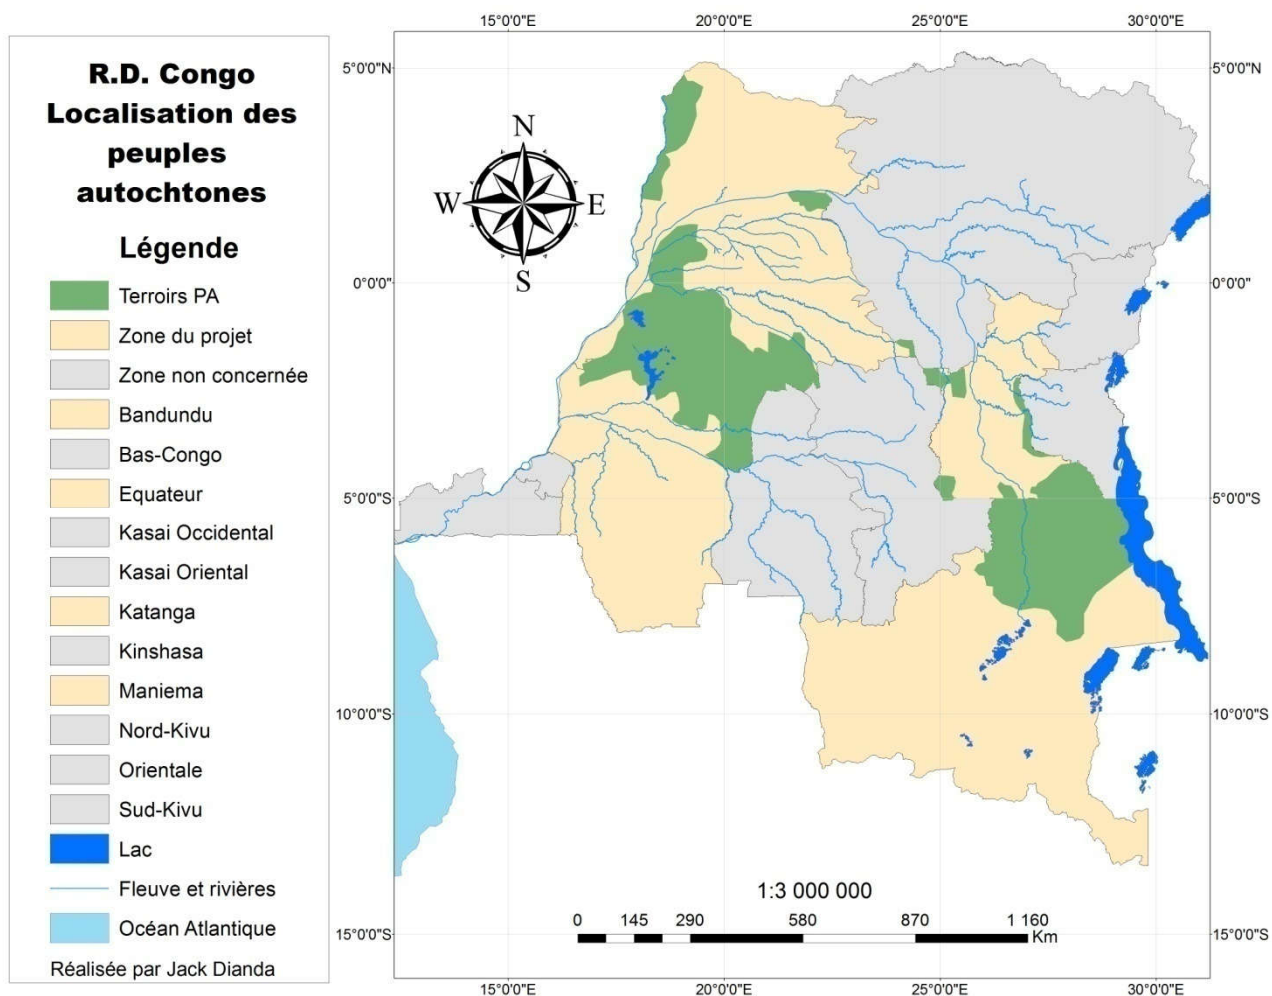 R.D. Congo
Localisation des
peuples
autochtones
Légende
Terroirs PA
Zone du projet
Zone non concernée
Bandundu
Bas-Congo
Equateur
Kasai Occidental
Kasai Oriental
Katanga
Kinshasa
Maniema
Nord-Kivu
Orientale
Sud-Kivu
Lac
Fleuve et rivières
Océan Atlantique
Réalisée par Jack Dianda
15°0'0"E 20°0'0"E 25°0'0"E 30°0'0"E
5°0'0"N 5°0'0"N
N
W E
S
0°0'0" 0°0'0"
5°0'0"S 5°0'0"S
10°0'0"S 10°0'0"S
1:3 000 000
0 145 290 580 870 1 160
Km
15°0'0"S 15°0'0"S
15°0'0"E 20°0'0"E 25°0'0"E 30°0'0"E